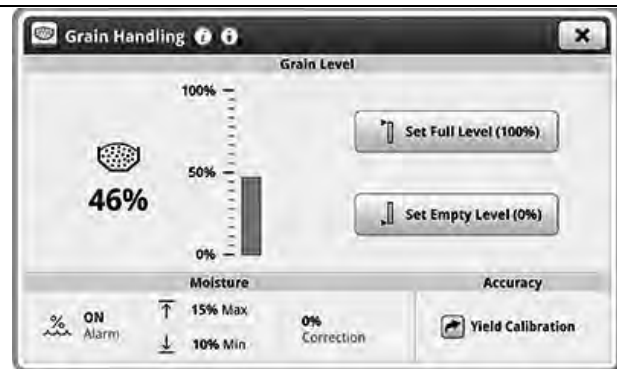 Grain Handling
Grain Level
100%
50%
0%
46%
Set Full Level (100%)
Set Empty Level (0%)
Moisture
Accuracy
% ON
Alarm
15% Max
10% Min
0%
Correction
Yield Calibration